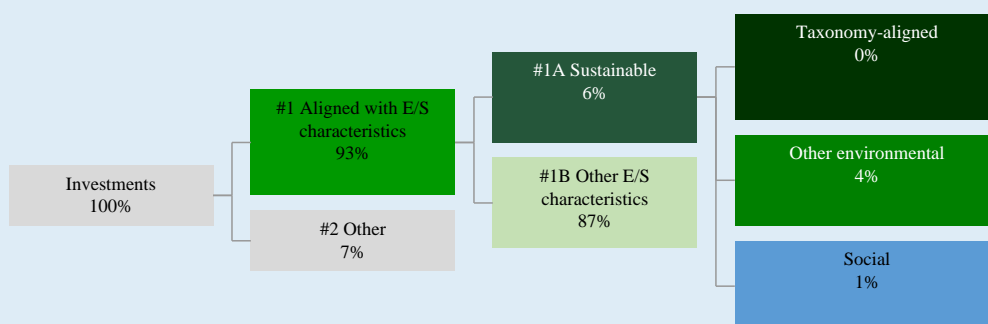 Investments
100%
#1 Aligned with E/S
characteristics
93%
#2 Other
7%
#1A Sustainable
6%
#1B Other E/S
characteristics
87%
Taxonomy-aligned
0%
Other environmental
4%
Social
1%